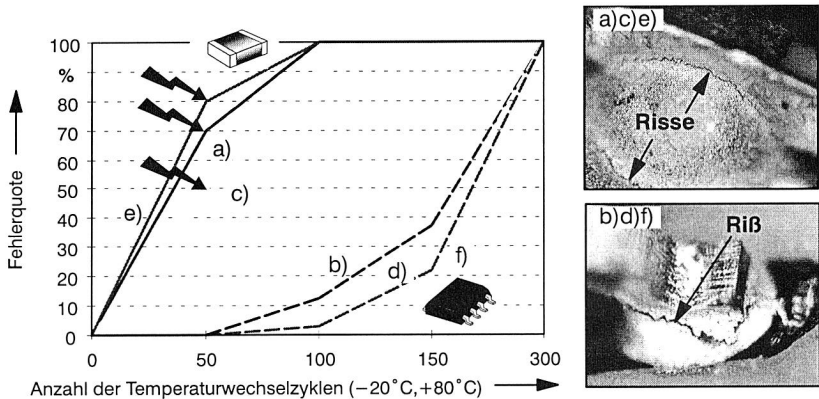 Fehlerquote
100
%
80
70
60
50
40
30
20
10
0
a)
c)
e)
b)
d)
f)
0
50
100
150
300
Anzahl der Temperaturwechselzyklen (−20°C,+80°C)
a)c)e)
Risse
b)d)f)
Riß